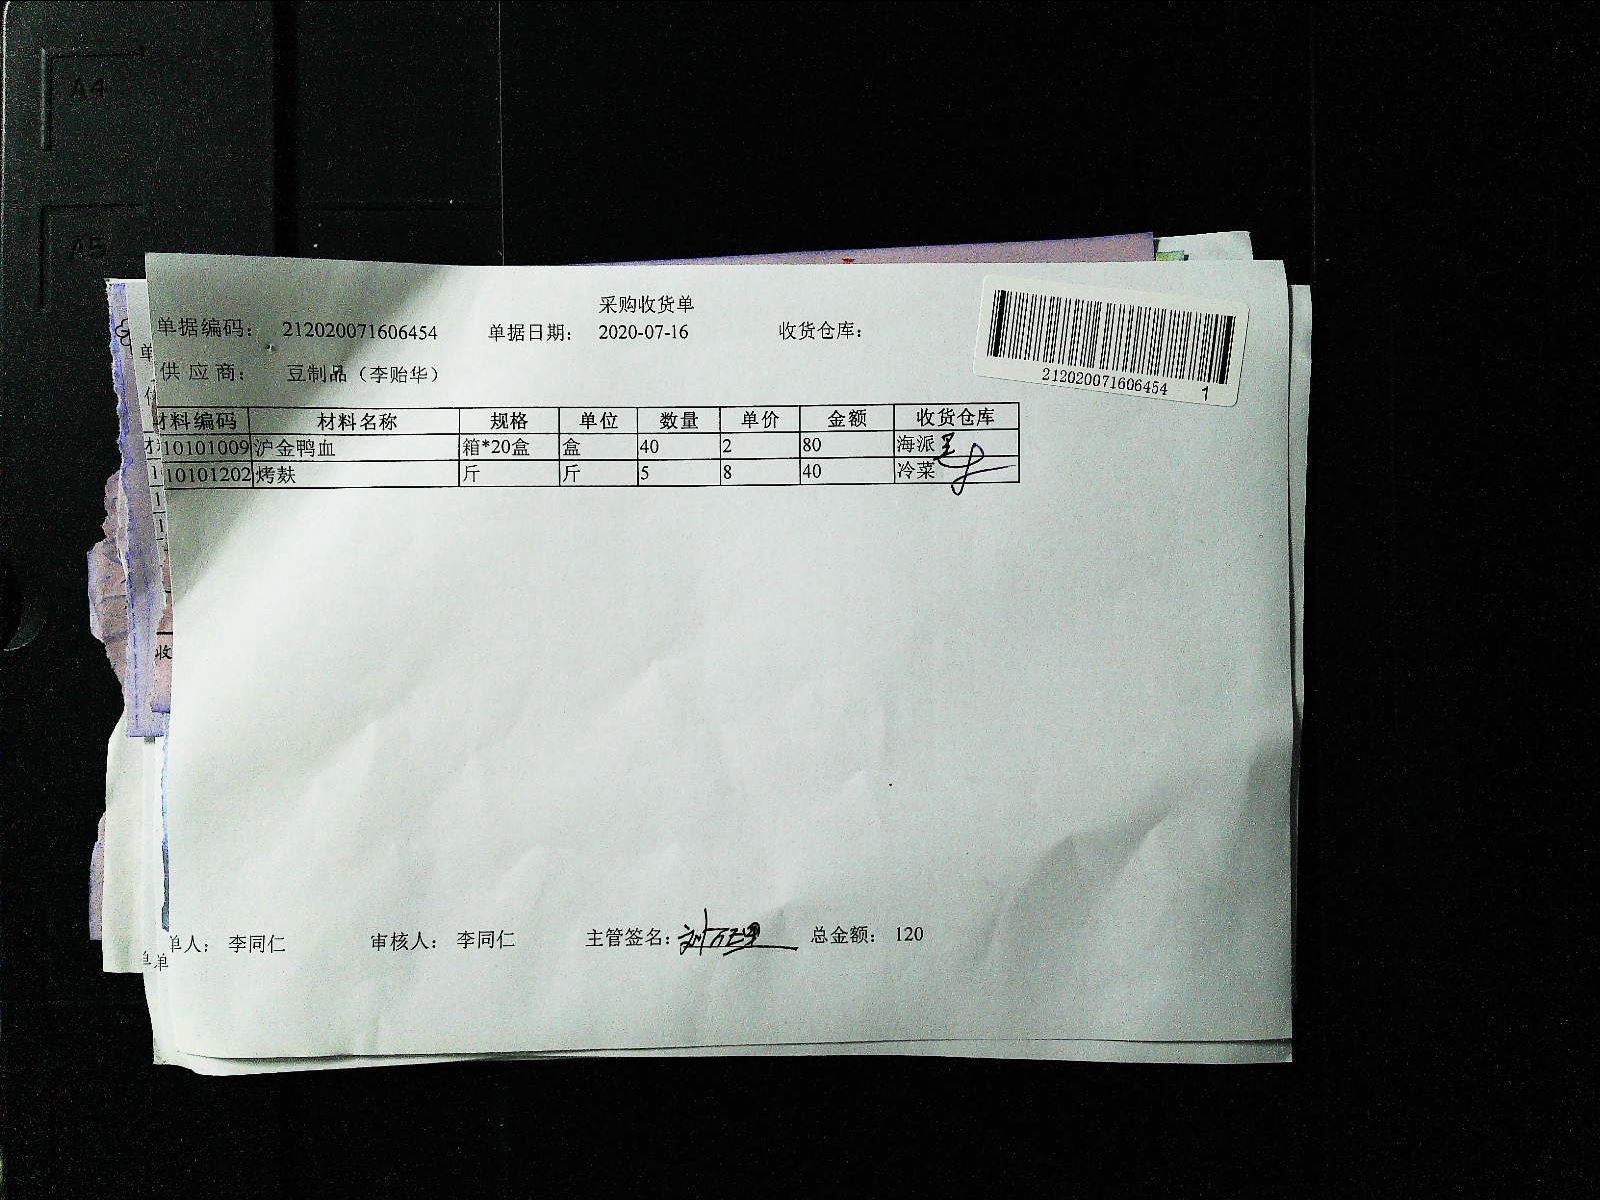 A4
A5
采购收货单
单据编码： 212020071606454 单据日期： 2020-07-16 收货仓库：
212020071606454 1
供应商： 豆制品（李贻华）
材料编码 材料名称 规格 单位 数量 单价 金额 收货仓库
10101009 沪金鸭血 箱*20盒 盒 40 2 80 海派
10101202 烤麸 斤 斤 5 8 40 冷菜
单人： 李同仁 审核人： 李同仁 主管签名： 总金额： 120